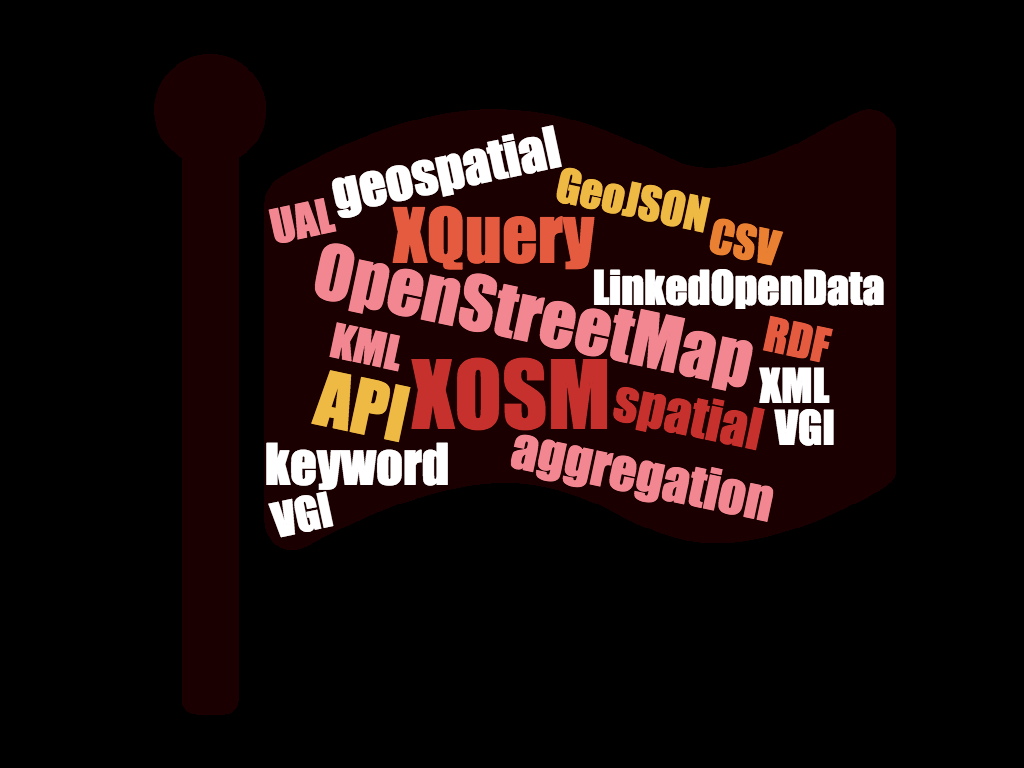 geospatial
GeoJSON
UAL
XQuery
CSV
OpenStreetMap
LinkedOpenData
KML
RDF
API
XOSM
XML
spatial
VGI
keyword
aggregation
VGI